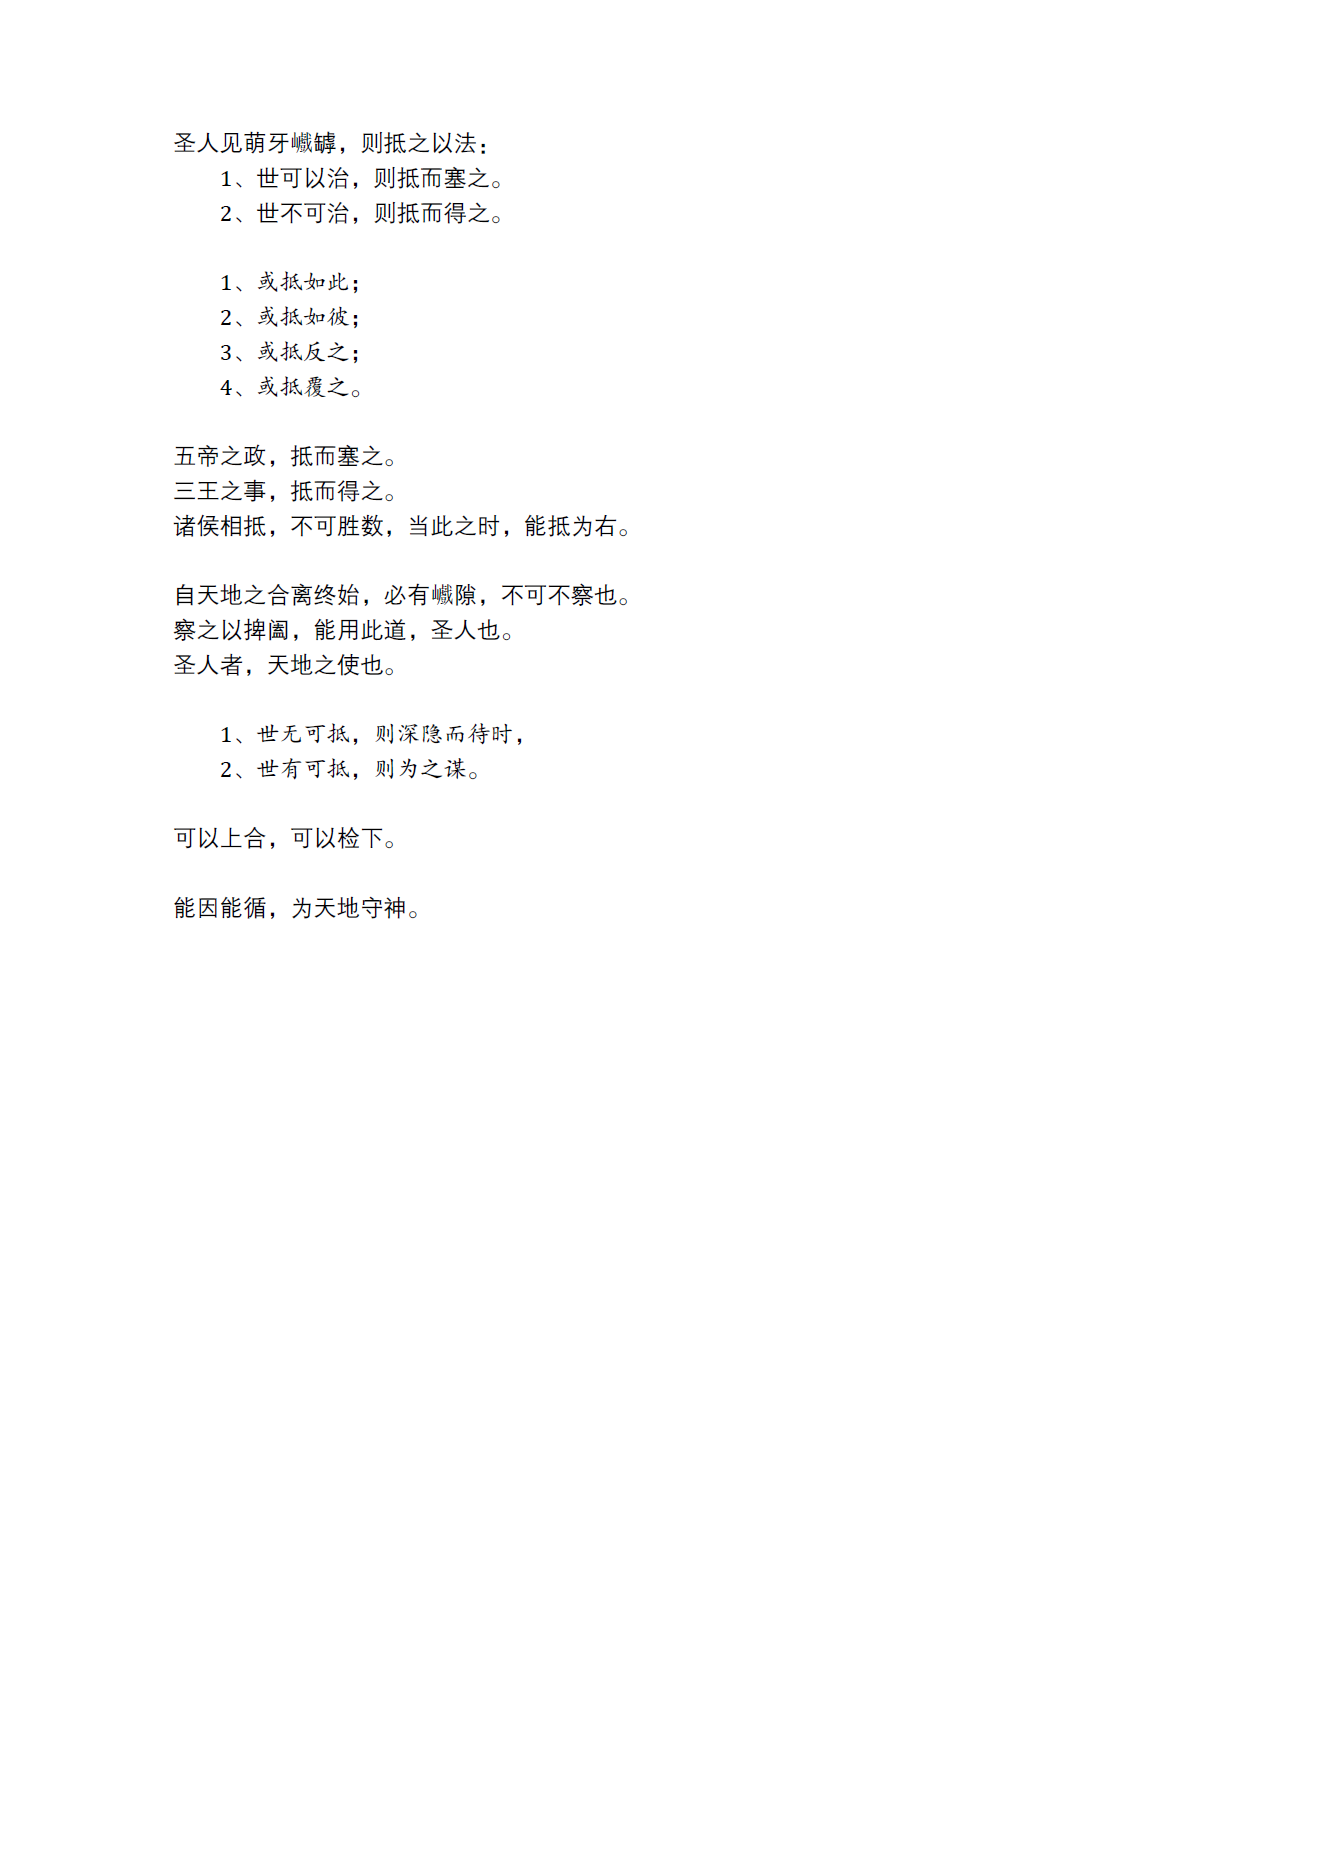 圣人见萌牙巇罅，则抵之以法：
1、世可以治，则抵而塞之。
2、世不可治，则抵而得之。
1、或抵如此；
2、或抵如彼；
3、或抵反之；
4、或抵覆之。
五帝之政，抵而塞之。
三王之事，抵而得之。
诸侯相抵，不可胜数，当此之时，能抵为右。
自天地之合离终始，必有巇隙，不可不察也。
察之以捭阖，能用此道，圣人也。
圣人者，天地之使也。
1、世无可抵，则深隐而待时，
2、世有可抵，则为之谋。
可以上合，可以检下。
能因能循，为天地守神。